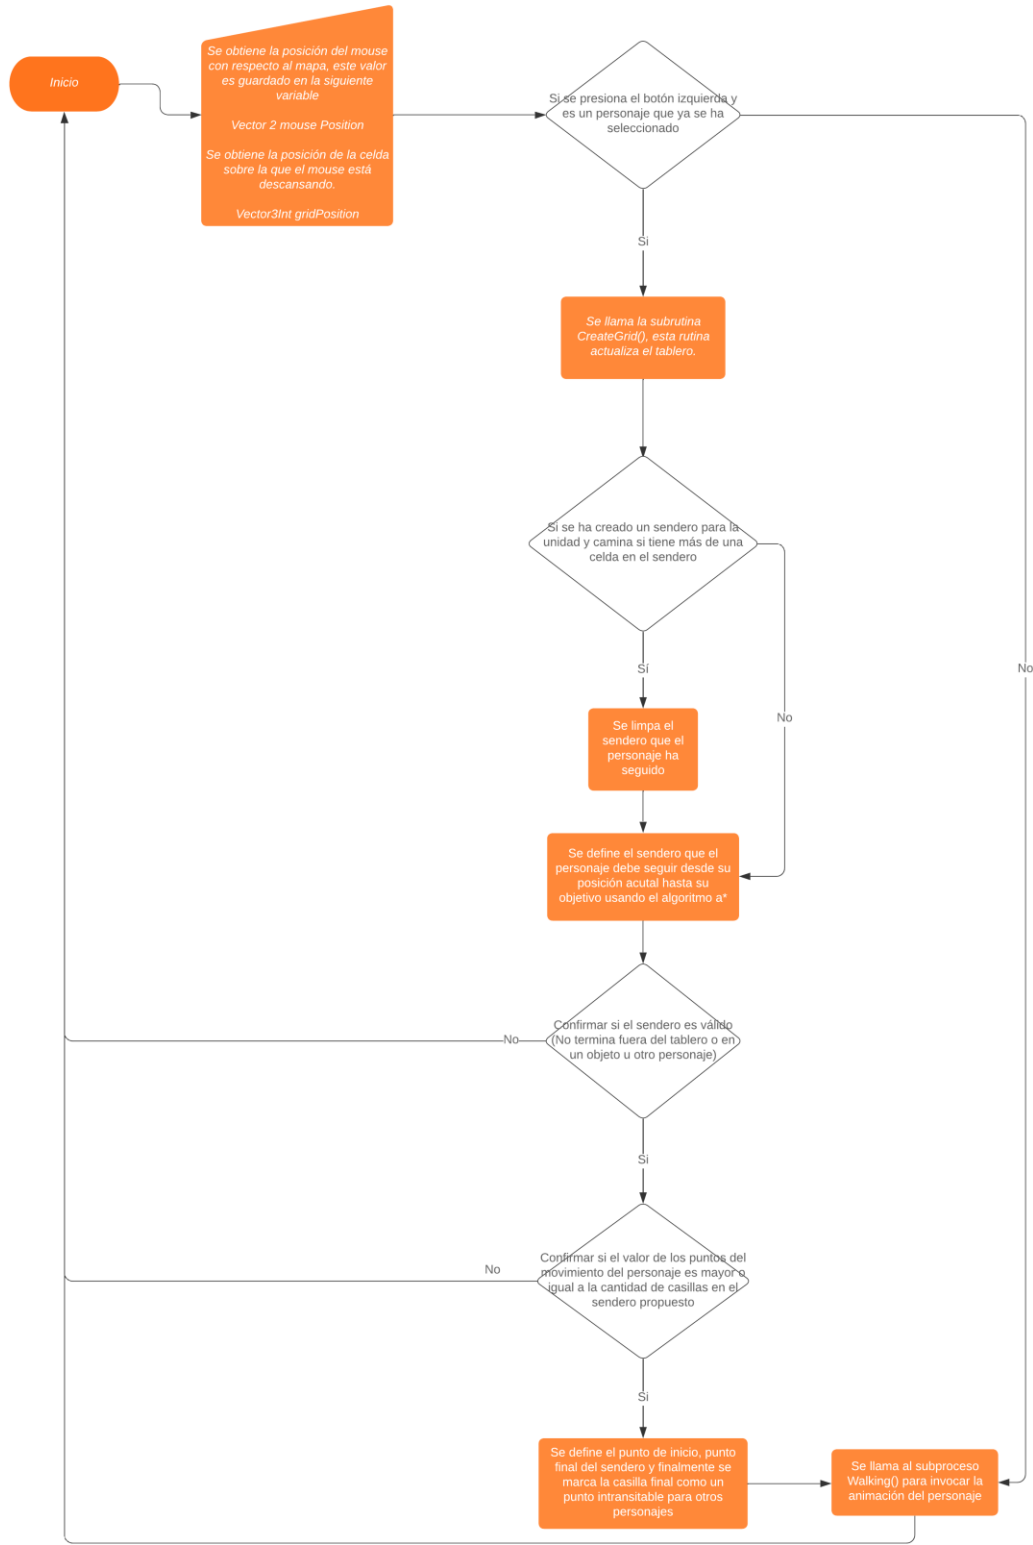 Inicio
Se obtiene la posición del mouse
con respecto al mapa, este valor
es guardado en la siguiente
variable
Vector 2 mouse Position
Se obtiene la posición de la celda
sobre la que el mouse está
descansando.
Vector3Int gridPosition
Si se presiona el botón izquierda y
es un personaje que ya se ha
seleccionado
Si
Se llama la subrutina
CreateGrid(), esta rutina
actualiza el tablero.
Si se ha creado un sendero para la
unidad y camina si tiene más de una
celda en el sendero
Sí
No
No
Se limpa el
sendero que el
personaje ha
seguido
Se define el sendero que el
personaje debe seguir desde su
posición acutal hasta su
objetivo usando el algoritmo a*
Confirmar si el sendero es válido
(No termina fuera del tablero o en
un objeto u otro personaje)
No
Si
Confirmar si el valor de los puntos del
movimiento del personaje es mayor o
igual a la cantidad de casillas en el
sendero propuesto
No
Si
Se define el punto de inicio, punto
final del sendero y finalmente se
marca la casilla final como un
punto intransitable para otros
personajes
Se llama al subproceso
Walking() para invocar la
animación del personaje